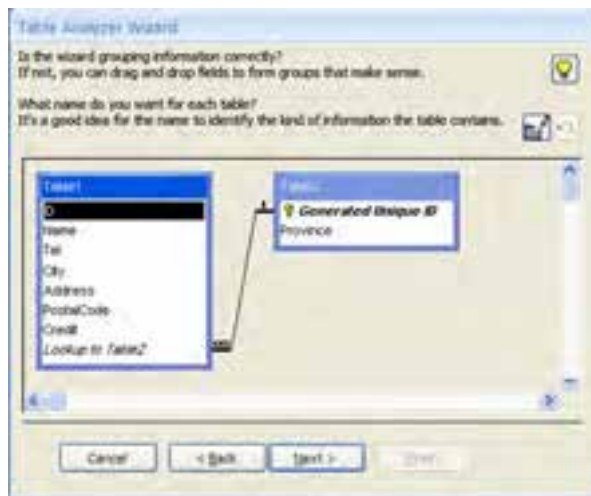 Table Analyzer Wizard
Is the wizard grouping information correctly?
If not, you can drag and drop fields to form groups that make sense.
What name do you want for each table?
It's a good idea for the name to identify the kind of information the table contains.
Table1
ID
Name
Tel
City
Address
PostalCode
Credit
Lookup to Table2
Table2
Generated Unique ID
Province
1
Cancel
< Back
Next >